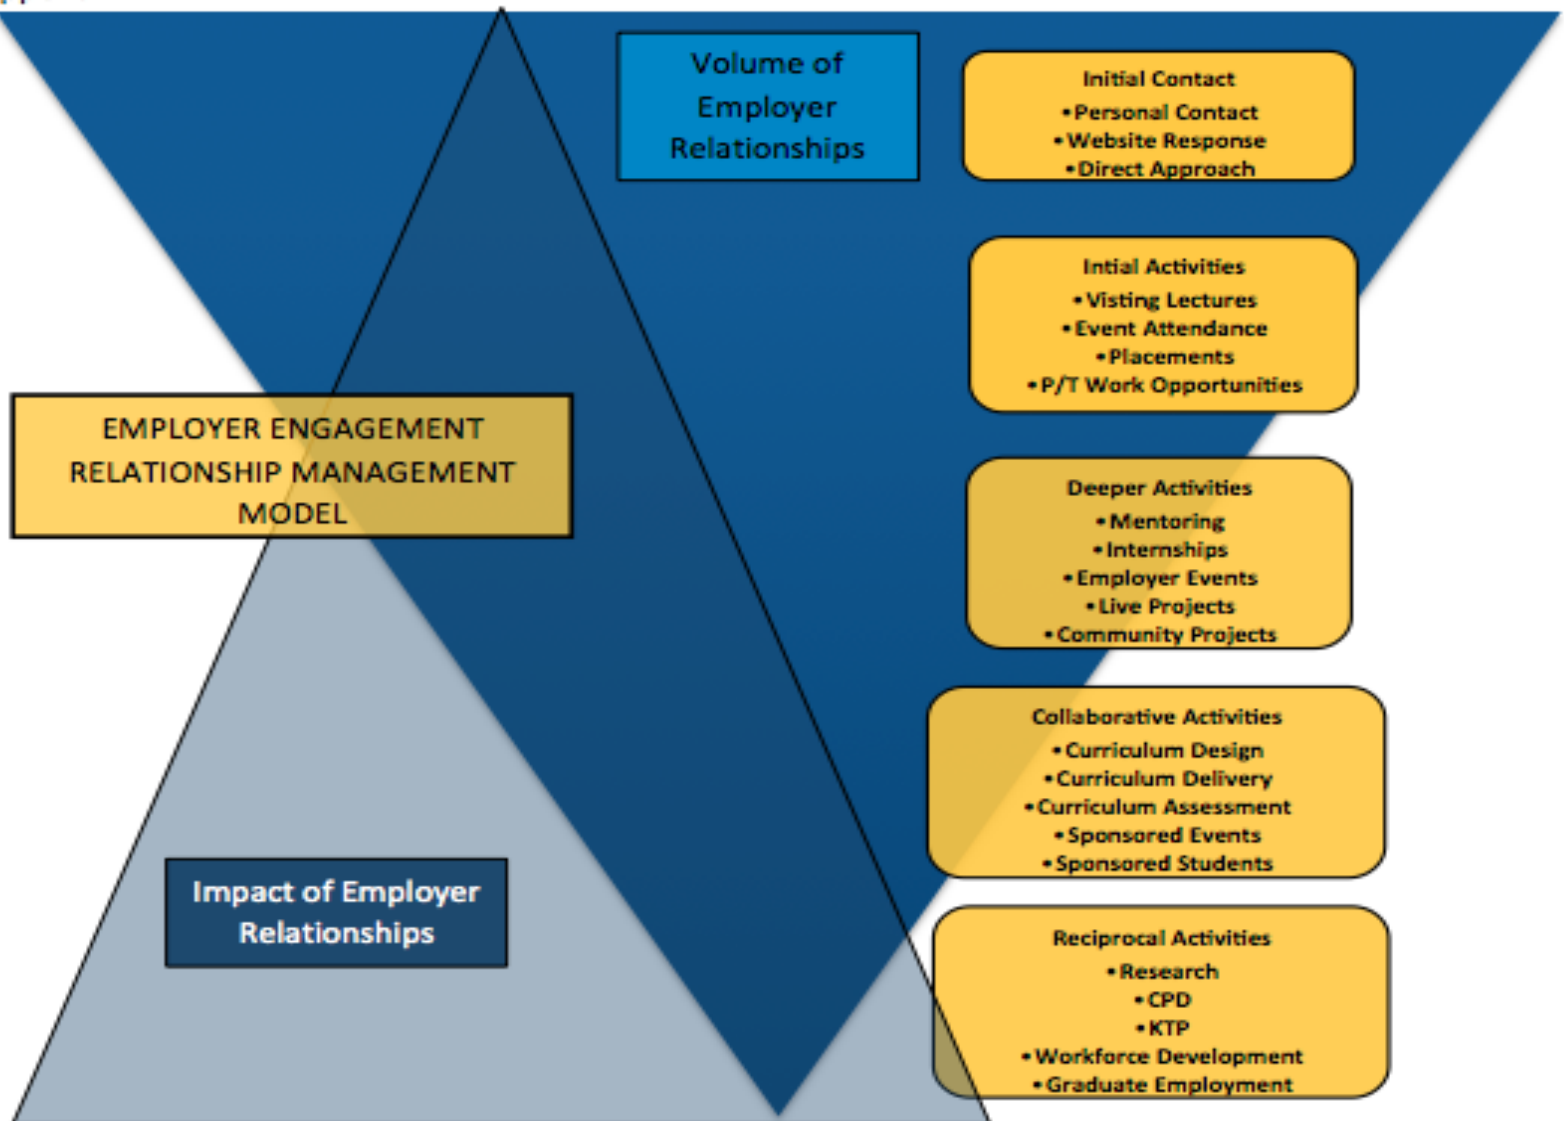 Volume of
Employer
Relationships
Initial Contact
•Personal Contact
•Website Response
•Direct Approach
Intial Activities
•Visting Lectures
•Event Attendance
•Placements
•P/T Work Opportunities
EMPLOYER ENGAGEMENT
RELATIONSHIP MANAGEMENT
MODEL
Deeper Activities
•Mentoring
•Internships
•Employer Events
•Live Projects
•Community Projects
Collaborative Activities
•Curriculum Design
•Curriculum Delivery
•Curriculum Assessment
•Sponsored Events
•Sponsored Students
Impact of Employer
Relationships
Reciprocal Activities
•Research
•CPD
•KTP
•Workforce Development
•Graduate Employment